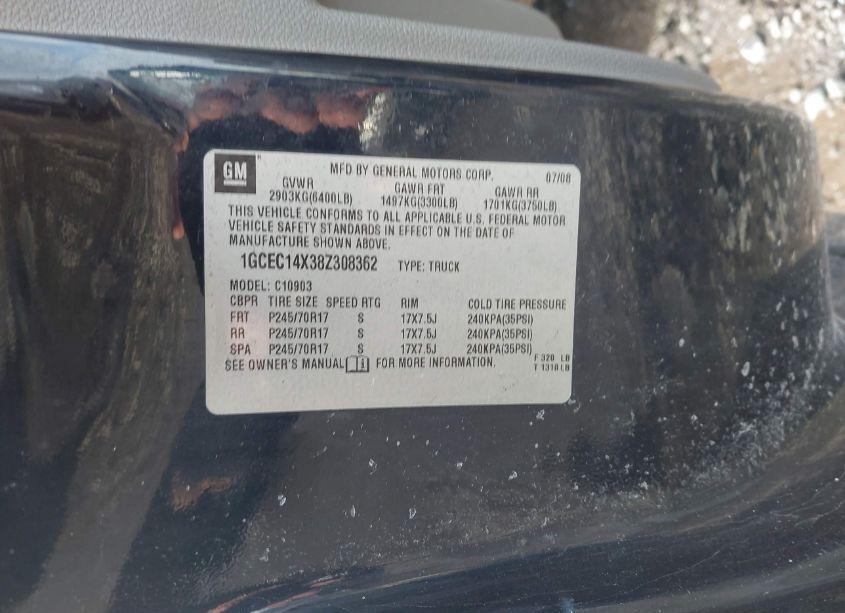 GM ®
MFD BY GENERAL MOTORS CORP. 07/08
GVWR GAWR FRT GAWR RR
2903KG(6400LB) 1497KG(3300LB) 1701KG(3750LB)
THIS VEHICLE CONFORMS TO ALL APPLICABLE U.S. FEDERAL MOTOR
VEHICLE SAFETY STANDARDS IN EFFECT ON THE DATE OF
MANUFACTURE SHOWN ABOVE.
1GCEC14X38Z308362 TYPE: TRUCK
MODEL: C10903
CBPR TIRE SIZE SPEED RTG RIM COLD TIRE PRESSURE
FRT P245/70R17 S 17X7.5J 240KPA(35PSI)
RR P245/70R17 S 17X7.5J 240KPA(35PSI)
SPA P245/70R17 S 17X7.5J 240KPA(35PSI)
SEE OWNER'S MANUAL FOR MORE INFORMATION.
F 320 LB
T 1310 LB